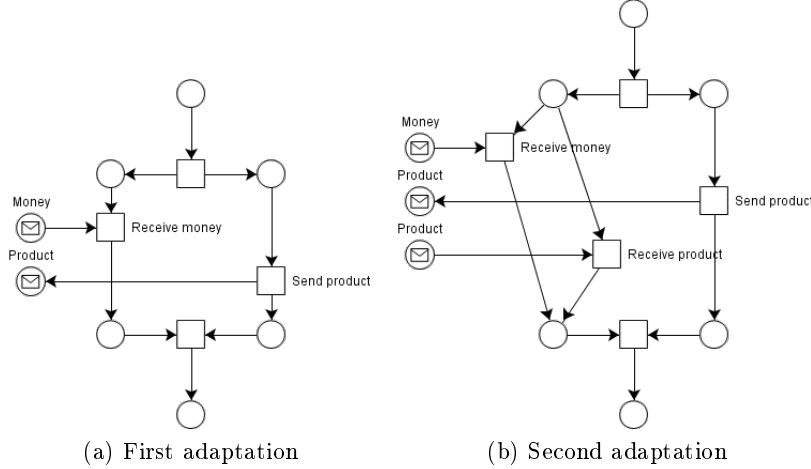 Money
Receive money
Product
Send product
(a) First adaptation
Money
Receive money
Product
Send product
Product
Receive product
(b) Second adaptation